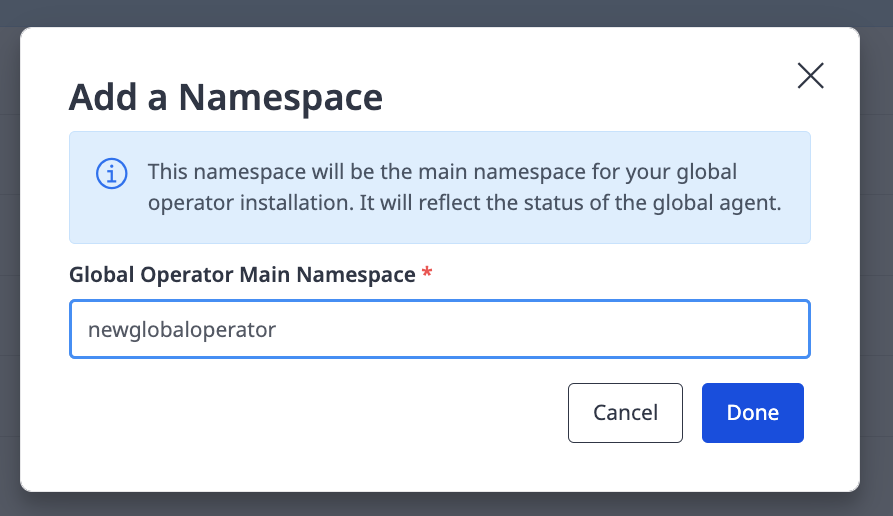 Add a Namespace
This namespace will be the main namespace for your global
operator installation. It will reflect the status of the global agent.
Global Operator Main Namespace *
newglobaloperator
Cancel
Done